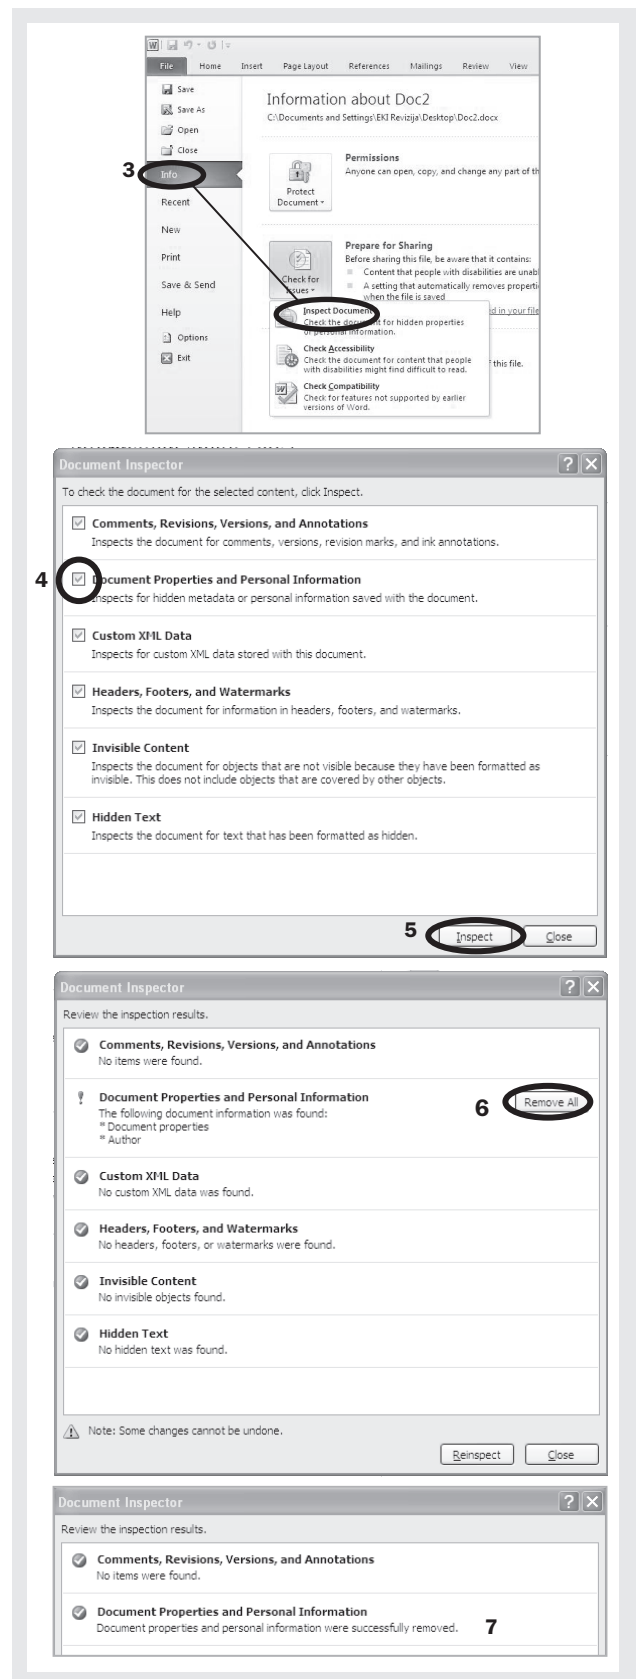 File Home Insert Page Layout References Mailings Review View
Save
Save As
Open
Close
3
Info
Recent
New
Print
Save & Send
Help
Options
Exit
Information about Doc2
C:\Documents and Settings\EKI Revizija\Desktop\Doc2.docx
Protect
Document
Permissions
Anyone can open, copy, and change any part of th
Check for
Issues
Prepare for Sharing
Before sharing this file, be aware that it contains:
Content that people with disabilities are unabl
A setting that automatically removes properti
when the file is saved
d in your file
Inspect Document
Check the document for hidden properties
or personal information.
Check Accessibility
Check the document for content that people
with disabilities might find difficult to read.
f this file.
Check Compatibility
Check for features not supported by earlier
versions of Word.
Document Inspector
To check the document for the selected content, click Inspect.
Comments, Revisions, Versions, and Annotations
Inspects the document for comments, versions, revision marks, and ink annotations.
4
Document Properties and Personal Information
Inspects for hidden metadata or personal information saved with the document.
Custom XML Data
Inspects for custom XML data stored with this document.
Headers, Footers, and Watermarks
Inspects the document for information in headers, footers, and watermarks.
Invisible Content
Inspects the document for objects that are not visible because they have been formatted as
invisible. This does not include objects that are covered by other objects.
Hidden Text
Inspects the document for text that has been formatted as hidden.
5
Inspect Close
Document Inspector
Review the inspection results.
Comments, Revisions, Versions, and Annotations
No items were found.
Document Properties and Personal Information
The following document information was found:
* Document properties
* Author
6
Remove All
Custom XML Data
No custom XML data was found.
Headers, Footers, and Watermarks
No headers, footers, or watermarks were found.
Invisible Content
No invisible objects found.
Hidden Text
No hidden text was found.
Note: Some changes cannot be undone.
Reinspect Close
Document Inspector
Review the inspection results.
Comments, Revisions, Versions, and Annotations
No items were found.
Document Properties and Personal Information
Document properties and personal information were successfully removed.
7